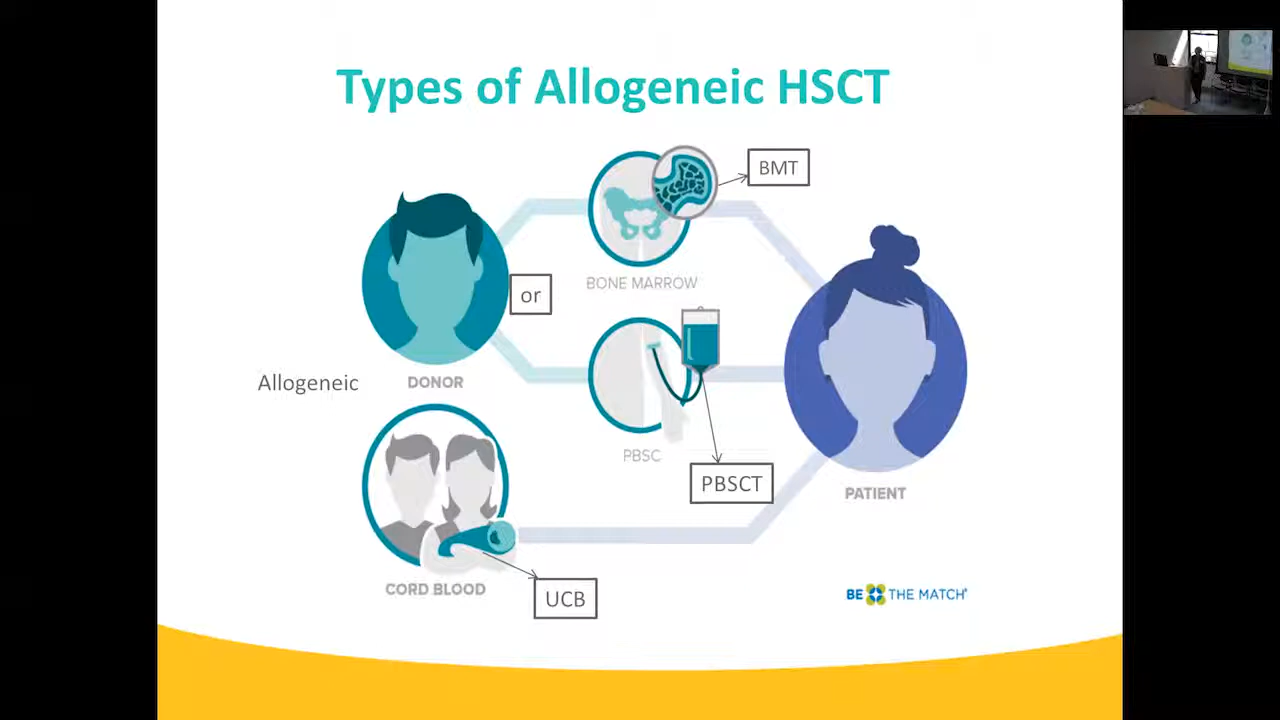 Types of Allogeneic HSCT
BMT
BONE MARROW
or
Allogeneic
DONOR
PBSC
PBSCT
PATIENT
CORD BLOOD
UCB
BE THE MATCH®